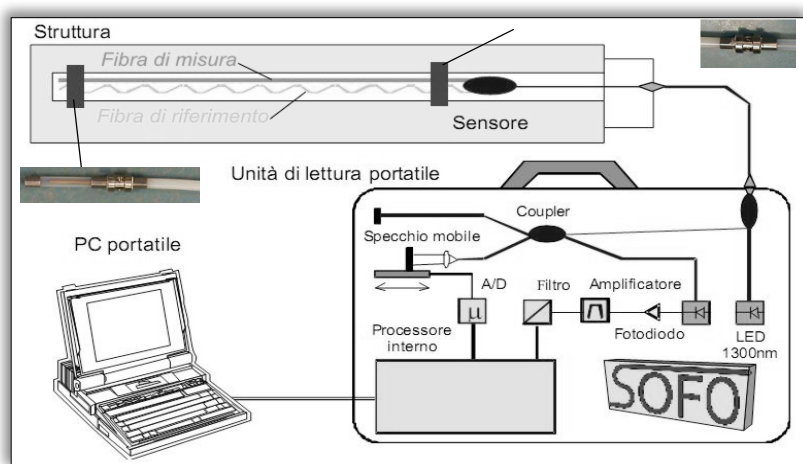 Struttura
Fibra di misura
Fibra di riferimento
Sensore
Unità di lettura portatile
PC portatile
Coupler
Specchio mobile
A/D
Filtro
Amplificatore
µ
Processore
interno
Fotodiodo
LED
1300nm
SOFO